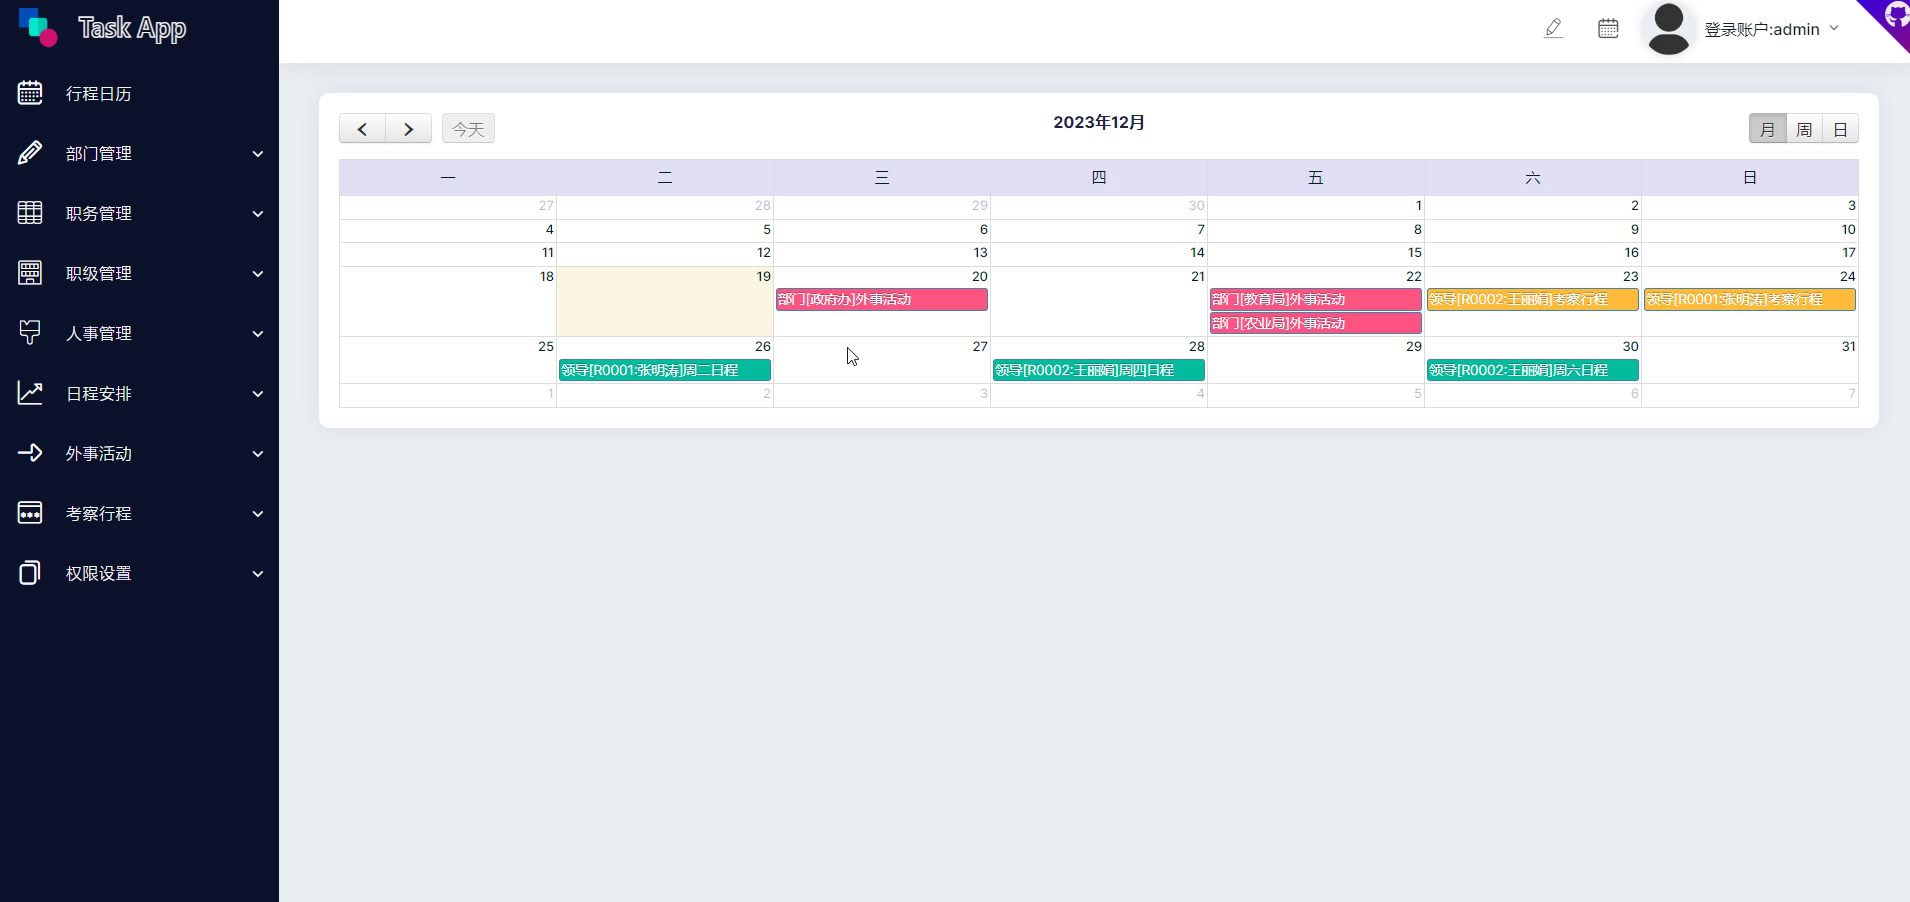 Task App
登录账户:admin
行程日历
部门管理
职务管理
职级管理
人事管理
日程安排
外事活动
考察行程
权限设置
今天
2023年12月
月 周 日
一 二 三 四 五 六 日
27 28 29 30 1 2 3
4 5 6 7 8 9 10
11 12 13 14 15 16 17
18 19 20 21 22 23 24
部门[政府办]外事活动 部门[教育局]外事活动 领导[R0002:王丽娟]考察行程 领导[R0001:张明涛]考察行程
部门[农业局]外事活动
25 26 27 28 29 30 31
领导[R0001:张明涛]周二日程 领导[R0002:王丽娟]周四日程 领导[R0002:王丽娟]周六日程
1 2 3 4 5 6 7